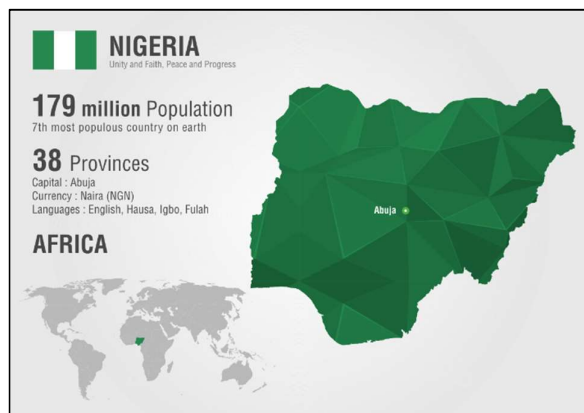 NIGERIA
Unity and Faith, Peace and Progress
179 million Population
7th most populous country on earth
38 Provinces
Capital : Abuja
Currency : Naira (NGN)
Languages : English, Hausa, Igbo, Fulah
AFRICA
Abuja